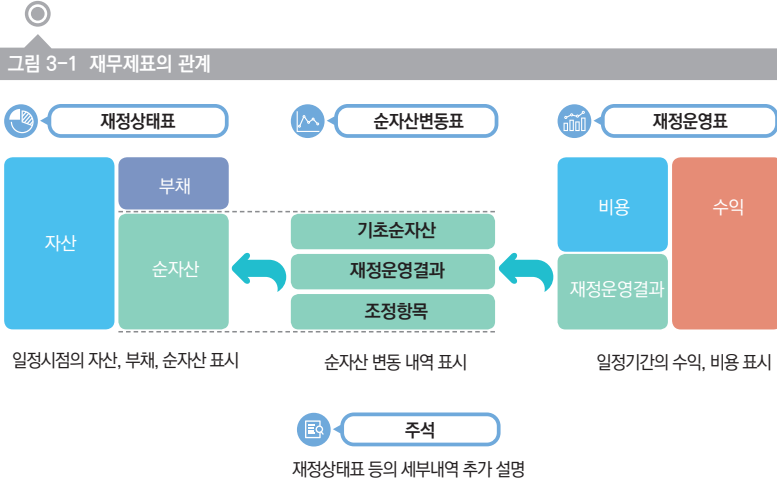 그림 3-1 재무제표의 관계
재정상태표
순자산변동표
재정운영표
자산
부채
순자산
기초순자산
재정운영결과
조정항목
비용
수익
재정운영결과
일정시점의 자산, 부채, 순자산 표시
순자산 변동 내역 표시
일정기간의 수익, 비용 표시
주석
재정상태표 등의 세부내역 추가 설명